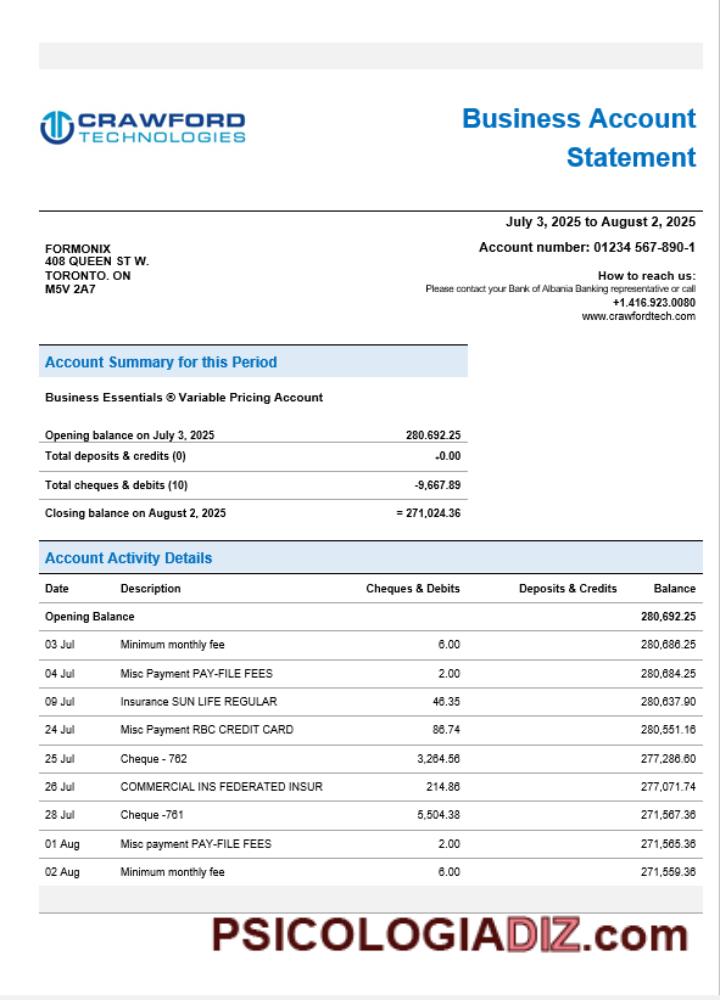 CRAWFORD
TECHNOLOGIES
Business Account
Statement
July 3, 2025 to August 2, 2025
FORMONIX
408 QUEEN ST W.
TORONTO. ON
M5V 2A7
Account number: 01234 567-890-1
How to reach us:
Please contact your Bank of Albania Banking representative or call
+1.416.923.0080
www.crawfordtech.com
Account Summary for this Period
Business Essentials ® Variable Pricing Account
Opening balance on July 3, 2025 280.692.25
Total deposits & credits (0) -0.00
Total cheques & debits (10) -9,667.89
Closing balance on August 2, 2025 = 271,024.36
Account Activity Details
Date Description Cheques & Debits Deposits & Credits Balance
Opening Balance 280,692.25
03 Jul Minimum monthly fee 6.00 280,686.25
04 Jul Misc Payment PAY-FILE FEES 2.00 280,684.25
09 Jul Insurance SUN LIFE REGULAR 46.35 280,637.90
24 Jul Misc Payment RBC CREDIT CARD 86.74 280,551.16
25 Jul Cheque - 762 3,264.56 277,286.60
26 Jul COMMERCIAL INS FEDERATED INSUR 214.86 277,071.74
28 Jul Cheque -761 5,504.38 271,567.36
01 Aug Misc payment PAY-FILE FEES 2.00 271,565.36
02 Aug Minimum monthly fee 6.00 271,559.36
PSICOLOGIADIZ.com